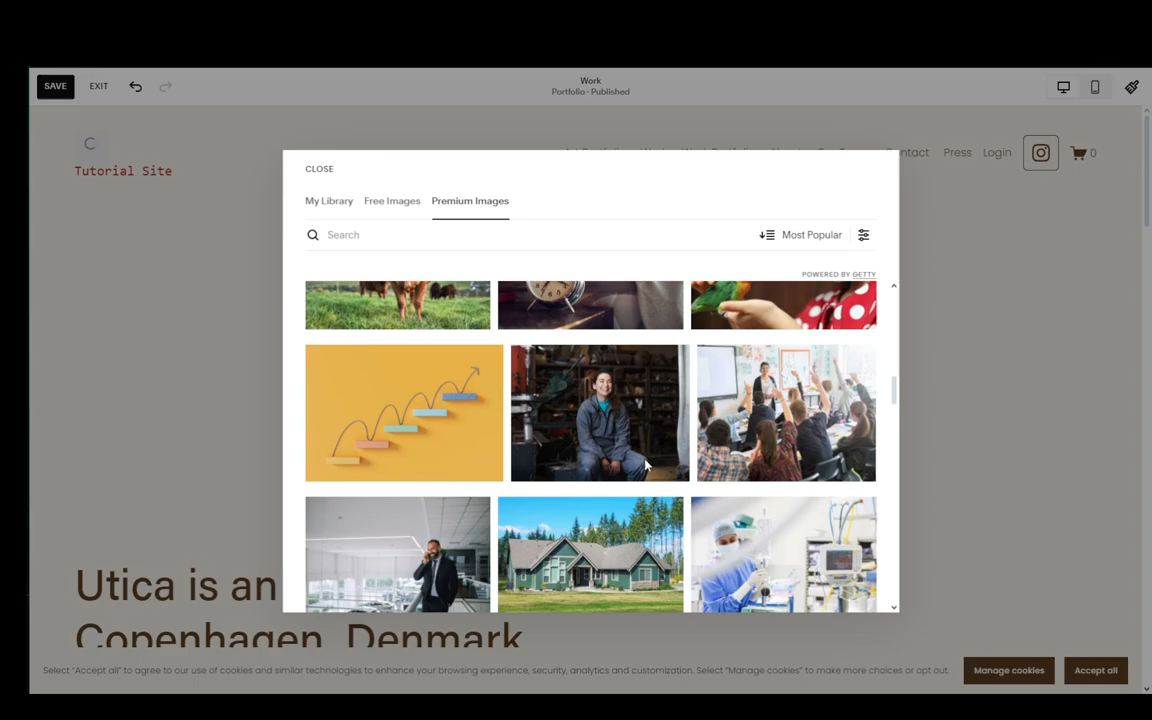 SAVE
EXIT
Work
Portfolio · Published
C
Tutorial Site
Contact
Press
Login
0
CLOSE
My Library
Free Images
Premium Images
Search
Most Popular
POWERED BY GETTY
Utica is an
Copenhagen, Denmark
Select "Accept all" to agree to our use of cookies and similar technologies to enhance your browsing experience, security, analytics and customization. Select "Manage cookies" to make more choices or opt out.
Manage cookies
Accept all